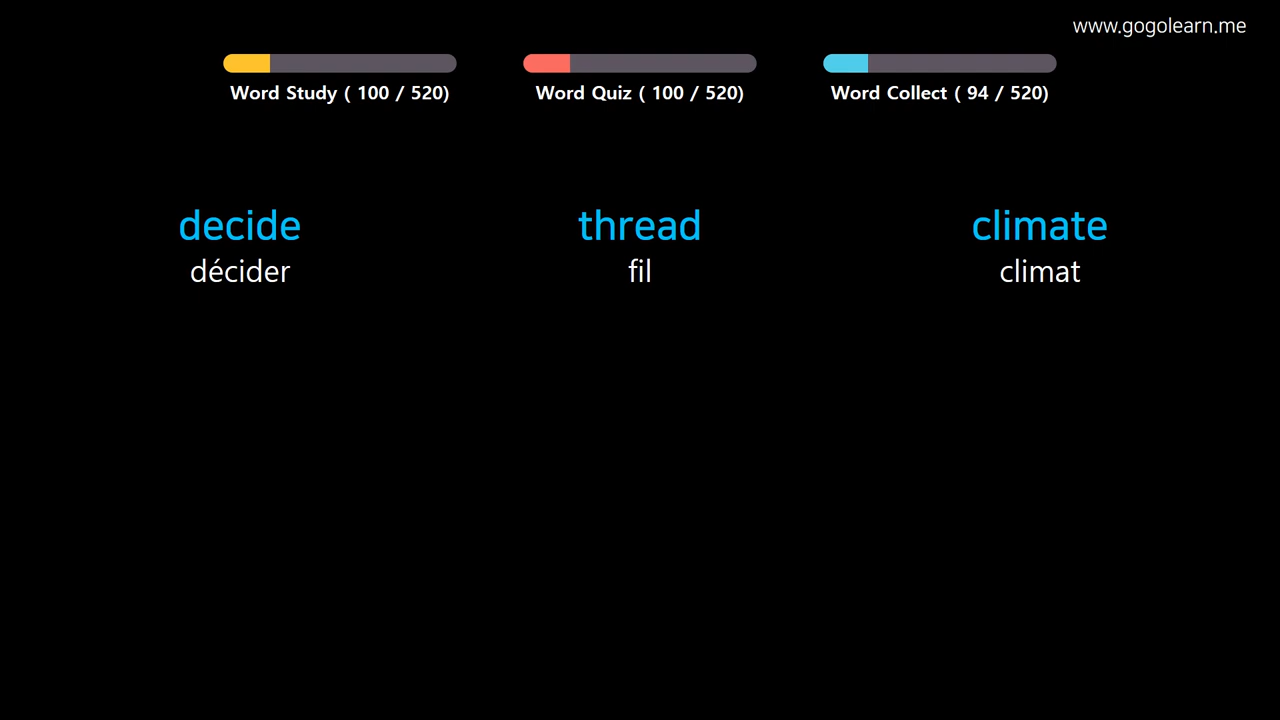 www.gogolearn.me
Word Study ( 100 / 520)
Word Quiz ( 100 / 520)
Word Collect ( 94 / 520)
decide
décider
thread
fil
climate
climat